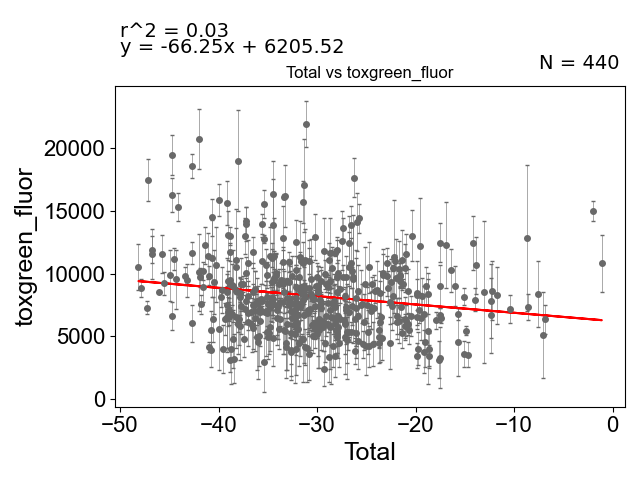 r^2 = 0.03
y = -66.25x + 6205.52
N = 440
Total vs toxgreen_fluor
toxgreen_fluor
20000
15000
10000
5000
0
−50
−40
−30
−20
−10
0
Total